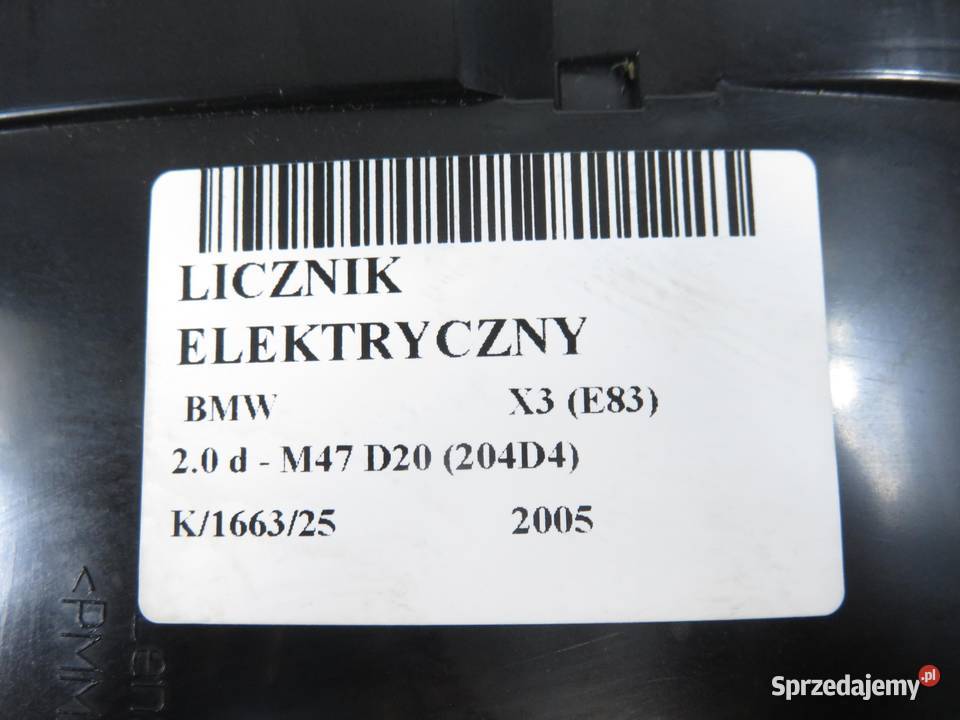 LICZNIK
ELEKTRYCZNY
BMW X3 (E83)
2.0 d - M47 D20 (204D4)
K/1663/25 2005
Sprzedajemy.pl